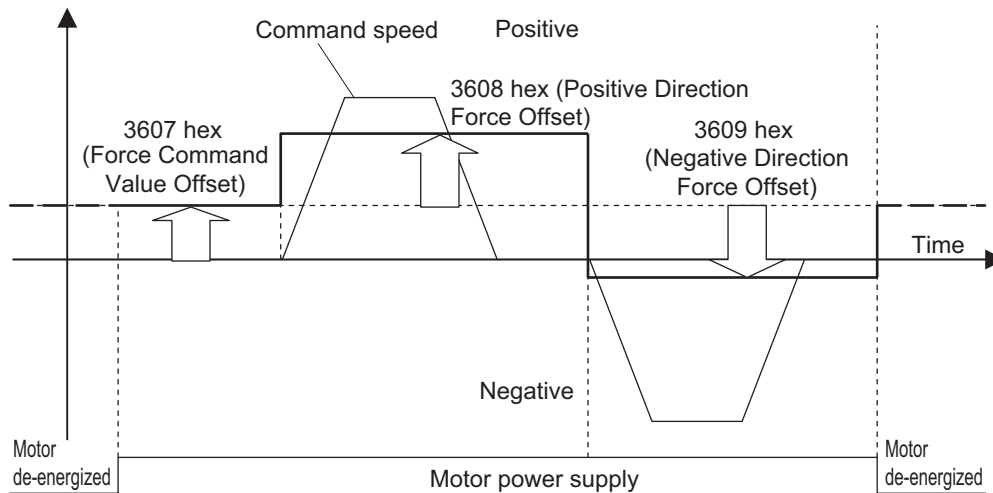 Command speed
Positive
3608 hex (Positive Direction
Force Offset)
3607 hex
(Force Command
Value Offset)
3609 hex
(Negative Direction
Force Offset)
Time
Negative
Motor
de-energized
Motor power supply
Motor
de-energized